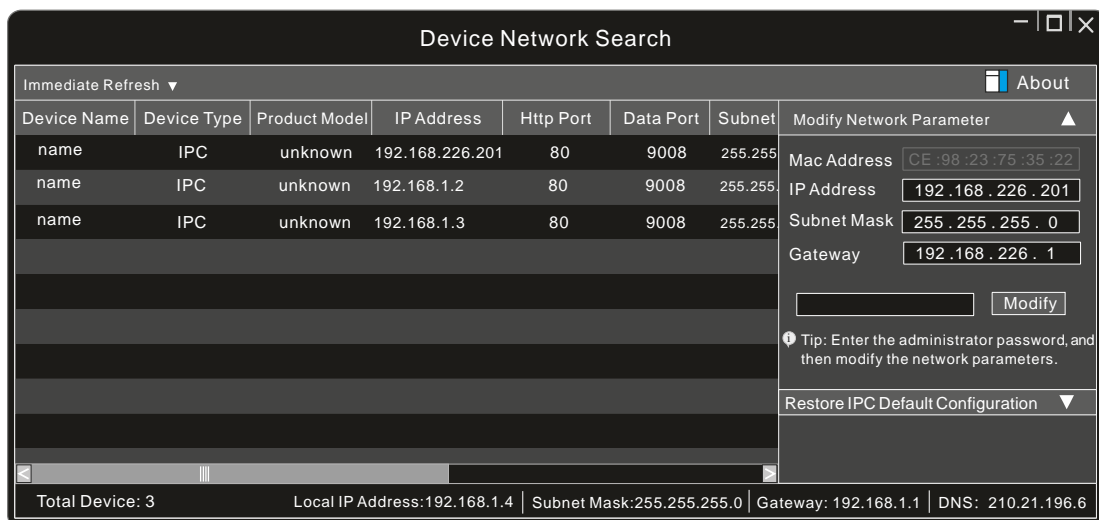 Device Network Search
Immediate Refresh ▼
About
Device Name Device Type Product Model IP Address Http Port Data Port Subnet
name IPC unknown 192.168.226.201 80 9008 255.255
name IPC unknown 192.168.1.2 80 9008 255.255.
name IPC unknown 192.168.1.3 80 9008 255.255.
Modify Network Parameter ▲
Mac Address CE :98 :23 :75 :35 :22
IP Address 192 .168 .226 . 201
Subnet Mask 255 . 255 . 255 . 0
Gateway 192 .168 . 226 . 1
Modify
Tip: Enter the administrator password, and
then modify the network parameters.
Restore IPC Default Configuration ▼
Total Device: 3 Local IP Address:192.168.1.4 Subnet Mask:255.255.255.0 Gateway: 192.168.1.1 DNS: 210.21.196.6